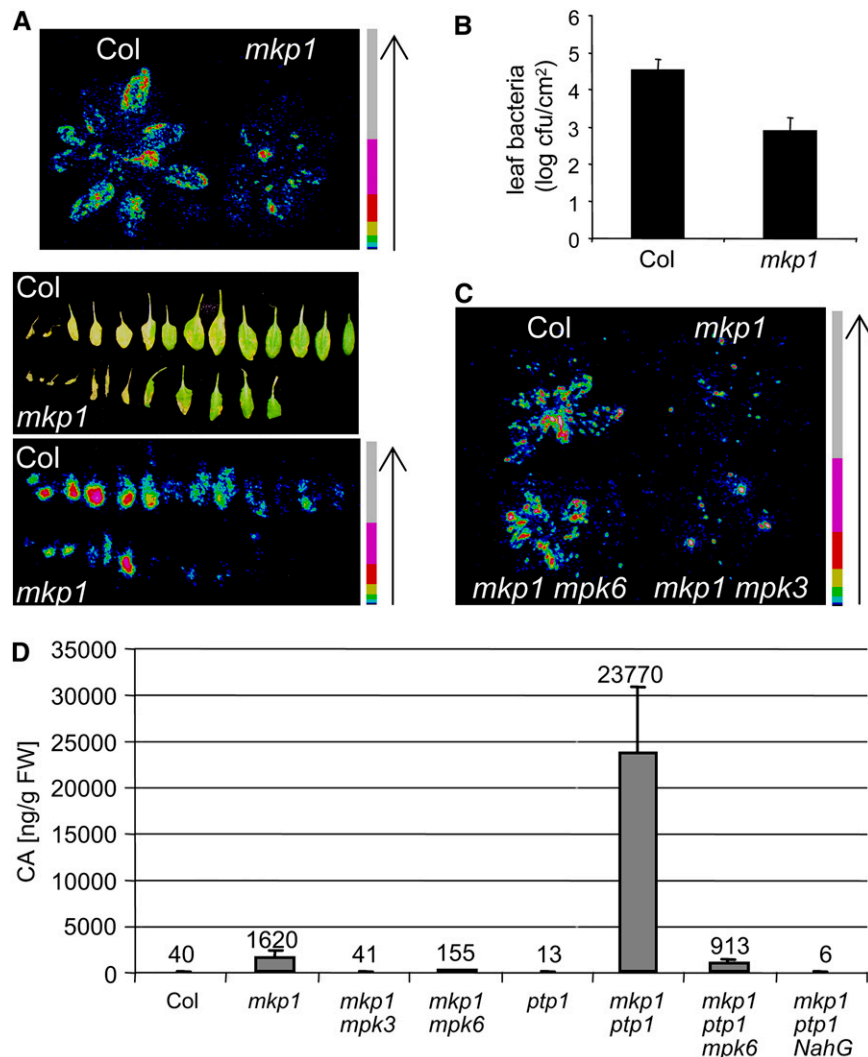 A
Col mkp1
Col
mkp1
Col
mkp1
B
leaf bacteria
(log cfu/cm²)
6
5
4
3
2
1
0
Col mkp1
C
Col mkp1
mkp1 mpk6 mkp1 mpk3
D
CA [ng/g FW]
35000
30000
25000
20000
15000
10000
5000
0
40
1620
41
155
13
23770
913
6
Col
mkp1
mkp1
mpk3
mkp1
mpk6
ptp1
mkp1
ptp1
mkp1
ptp1
mpk6
mkp1
ptp1
NahG